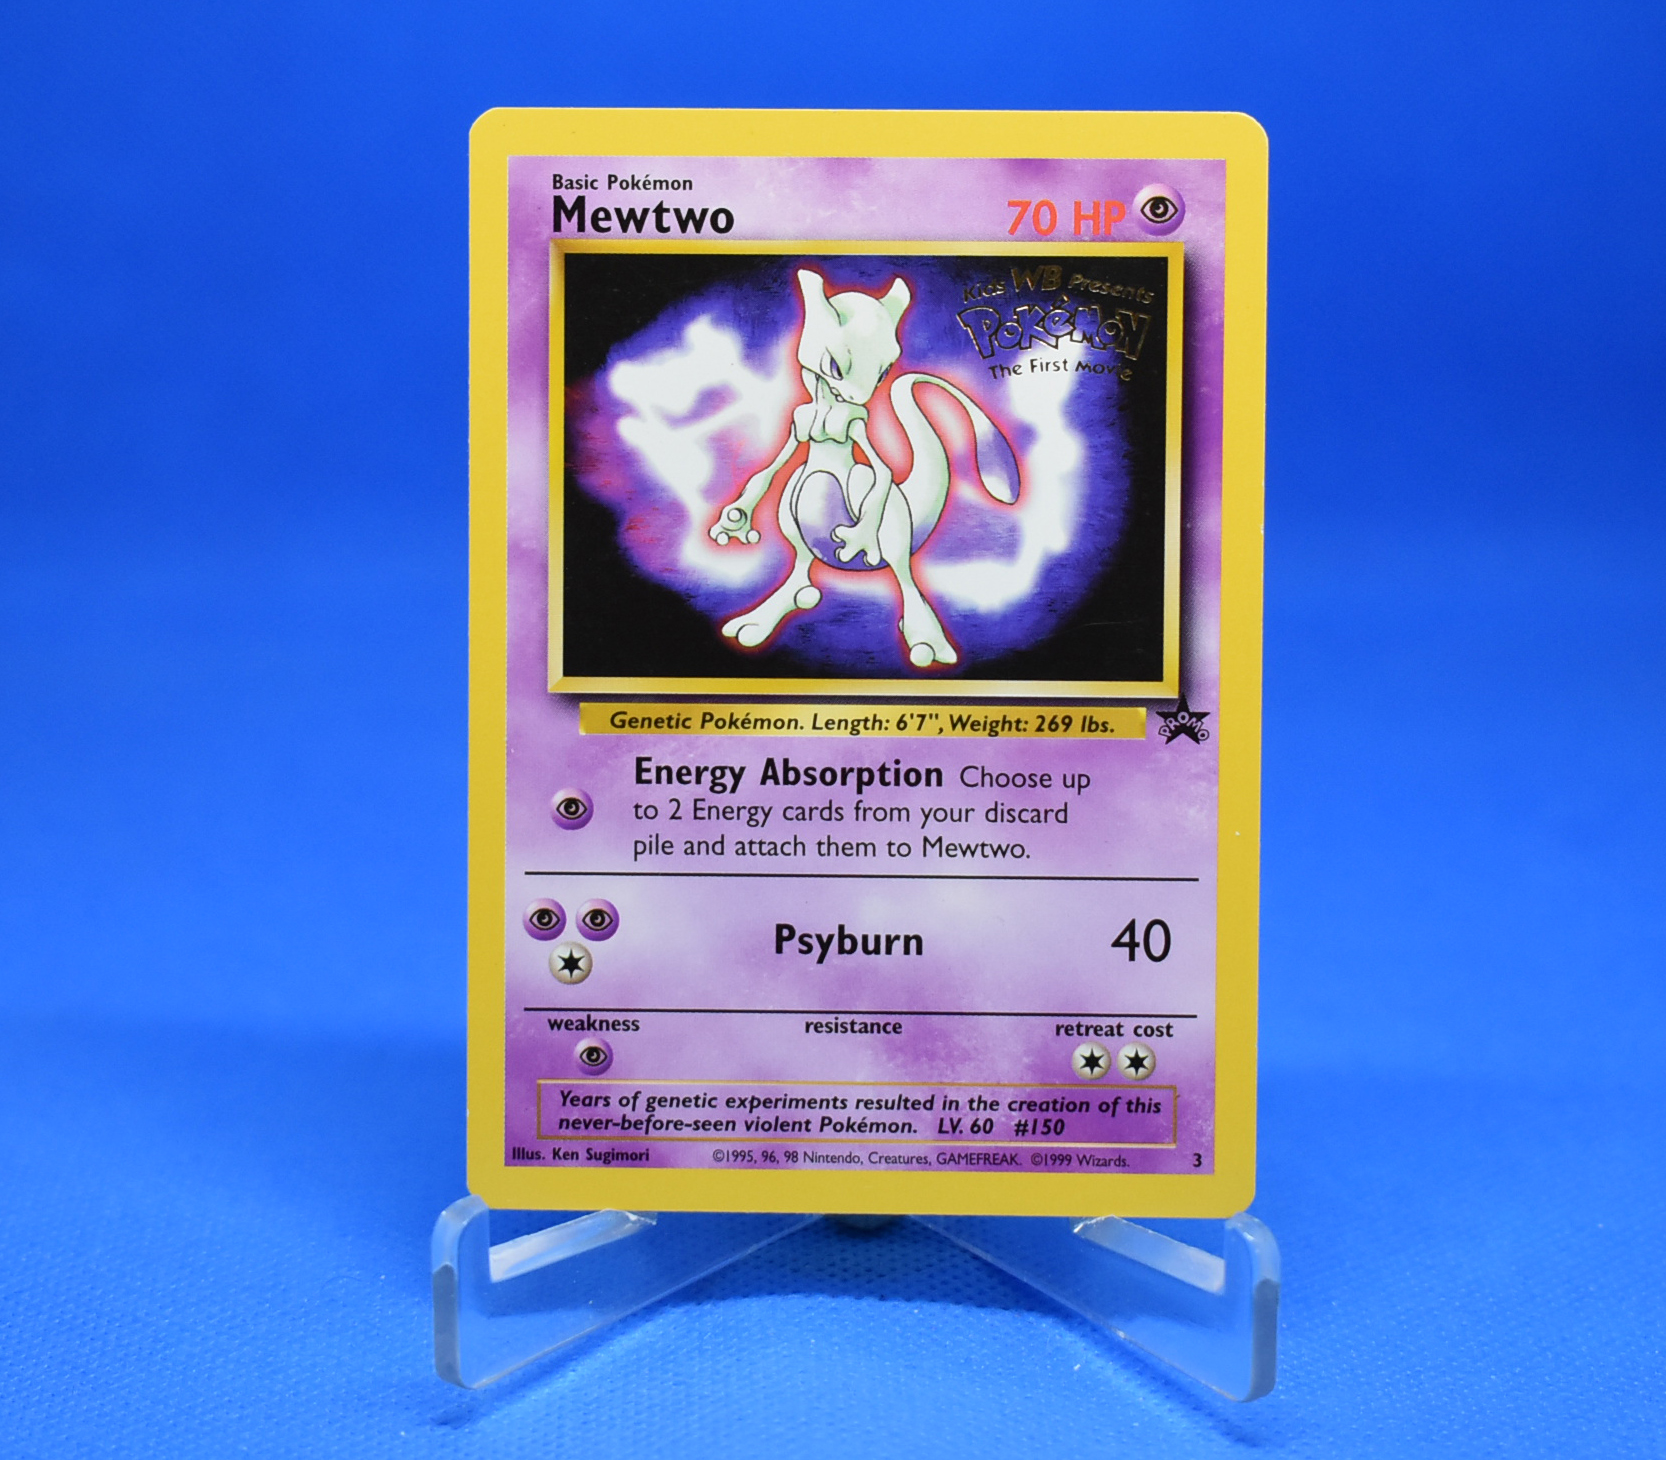 Basic Pokémon
Mewtwo
70 HP
Kids WB Presents
POKéMON
The First Movie
Genetic Pokémon. Length: 6'7", Weight: 269 lbs.
PROMO
Energy Absorption Choose up
to 2 Energy cards from your discard
pile and attach them to Mewtwo.
Psyburn 40
weakness resistance retreat cost
Years of genetic experiments resulted in the creation of this
never-before-seen violent Pokémon. LV. 60 #150
Illus. Ken Sugimori ©1995, 96, 98 Nintendo, Creatures, GAMEFREAK. ©1999 Wizards. 3